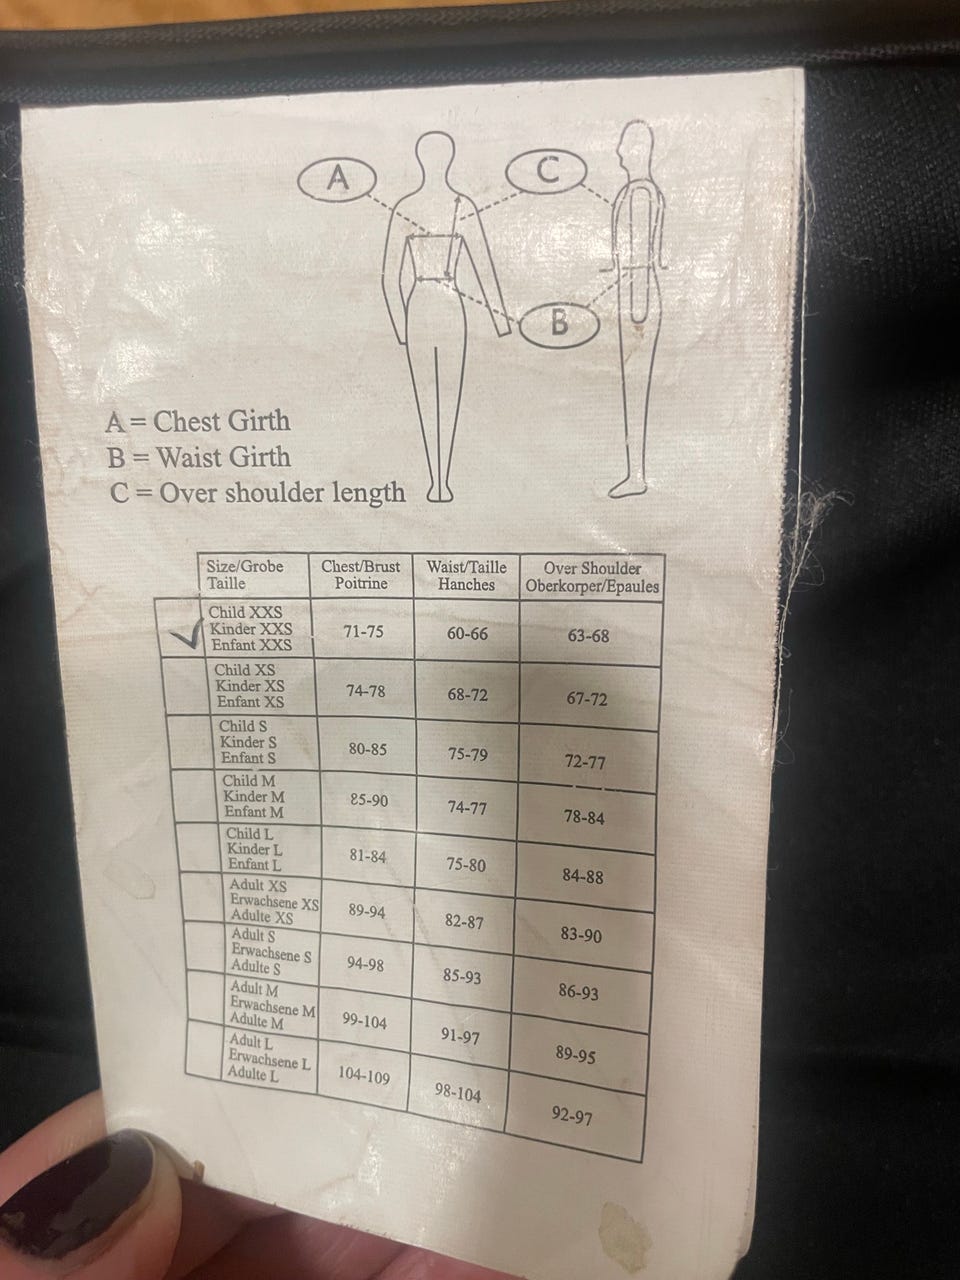 A
C
B
A = Chest Girth
B = Waist Girth
C = Over shoulder length
Size/Grobe Chest/Brust Waist/Taille Over Shoulder
Taille Poitrine Hanches Oberkorper/Epaules
Child XXS
Kinder XXS 71-75 60-66 63-68
Enfant XXS
Child XS
Kinder XS 74-78 68-72 67-72
Enfant XS
Child S
Kinder S 80-85 75-79 72-77
Enfant S
Child M
Kinder M 85-90 74-77 78-84
Enfant M
Child L
Kinder L 81-84 75-80 84-88
Enfant L
Adult XS
Erwachsene XS 89-94 82-87 83-90
Adulte XS
Adult S
Erwachsene S 94-98 85-93 86-93
Adulte S
Adult M
Erwachsene M 99-104 91-97 89-95
Adulte M
Adult L
Erwachsene L 104-109 98-104 92-97
Adulte L